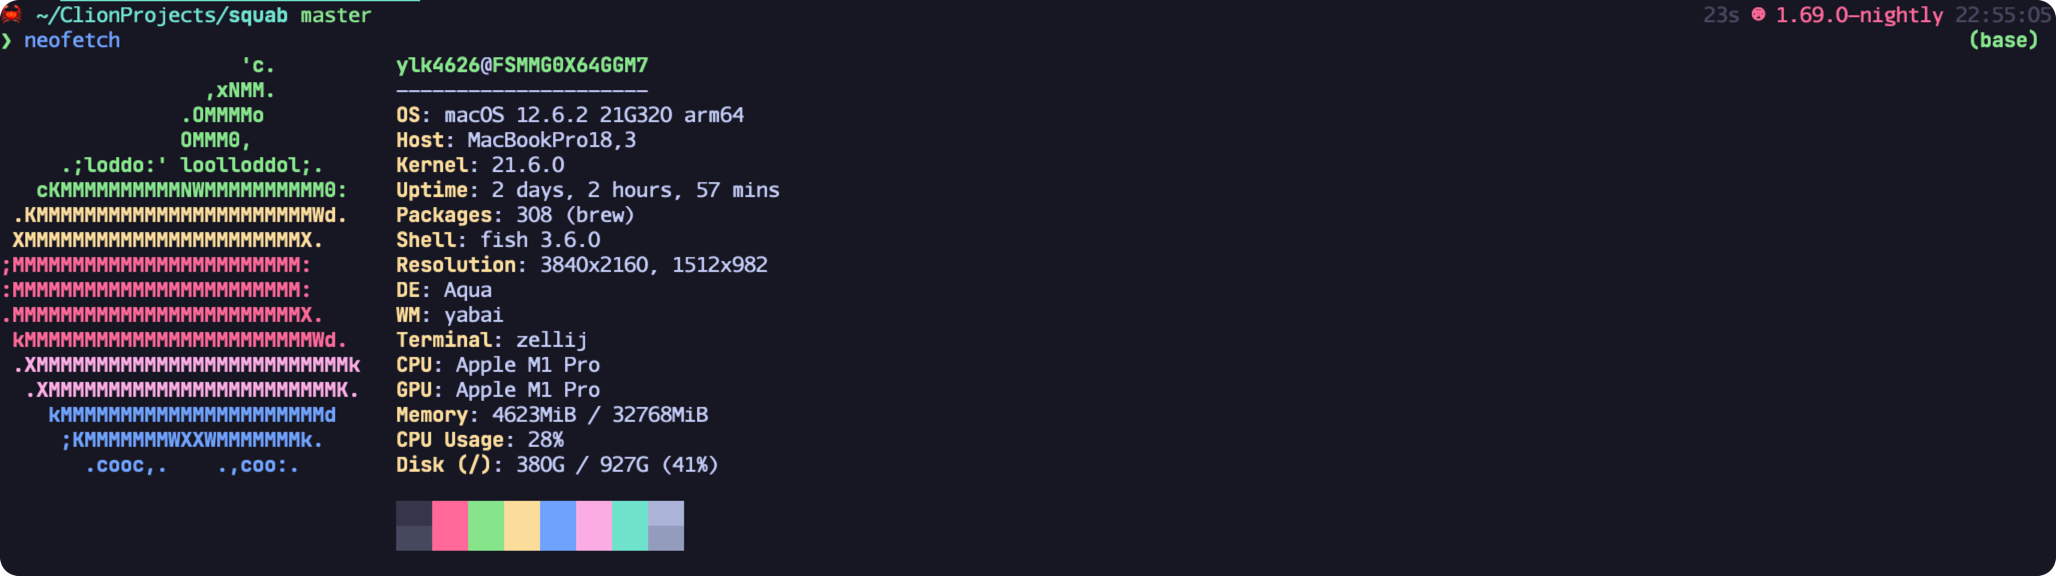 ~/ClionProjects/squab master 23s 1.69.0-nightly 22:55:05
❯ neofetch (base)
'c. ylk4626@FSMMG0X64GGM7
,xNMM. ---------------------
.OMMMMo OS: macOS 12.6.2 21G320 arm64
OMMM0, Host: MacBookPro18,3
.;loddo:' loolloddol;. Kernel: 21.6.0
cKMMMMMMMMMMNWMMMMMMMMMM0: Uptime: 2 days, 2 hours, 57 mins
.KMMMMMMMMMMMMMMMMMMMMMMMWd. Packages: 308 (brew)
XMMMMMMMMMMMMMMMMMMMMMMMX. Shell: fish 3.6.0
;MMMMMMMMMMMMMMMMMMMMMMMM: Resolution: 3840x2160, 1512x982
:MMMMMMMMMMMMMMMMMMMMMMMM: DE: Aqua
.MMMMMMMMMMMMMMMMMMMMMMMMX. WM: yabai
kMMMMMMMMMMMMMMMMMMMMMMMMWd. Terminal: zellij
.XMMMMMMMMMMMMMMMMMMMMMMMMMMk CPU: Apple M1 Pro
.XMMMMMMMMMMMMMMMMMMMMMMMMK. GPU: Apple M1 Pro
kMMMMMMMMMMMMMMMMMMMMMMd Memory: 4623MiB / 32768MiB
;KMMMMMMMWXXWMMMMMMMk. CPU Usage: 28%
.cooc,. .,coo:. Disk (/): 380G / 927G (41%)